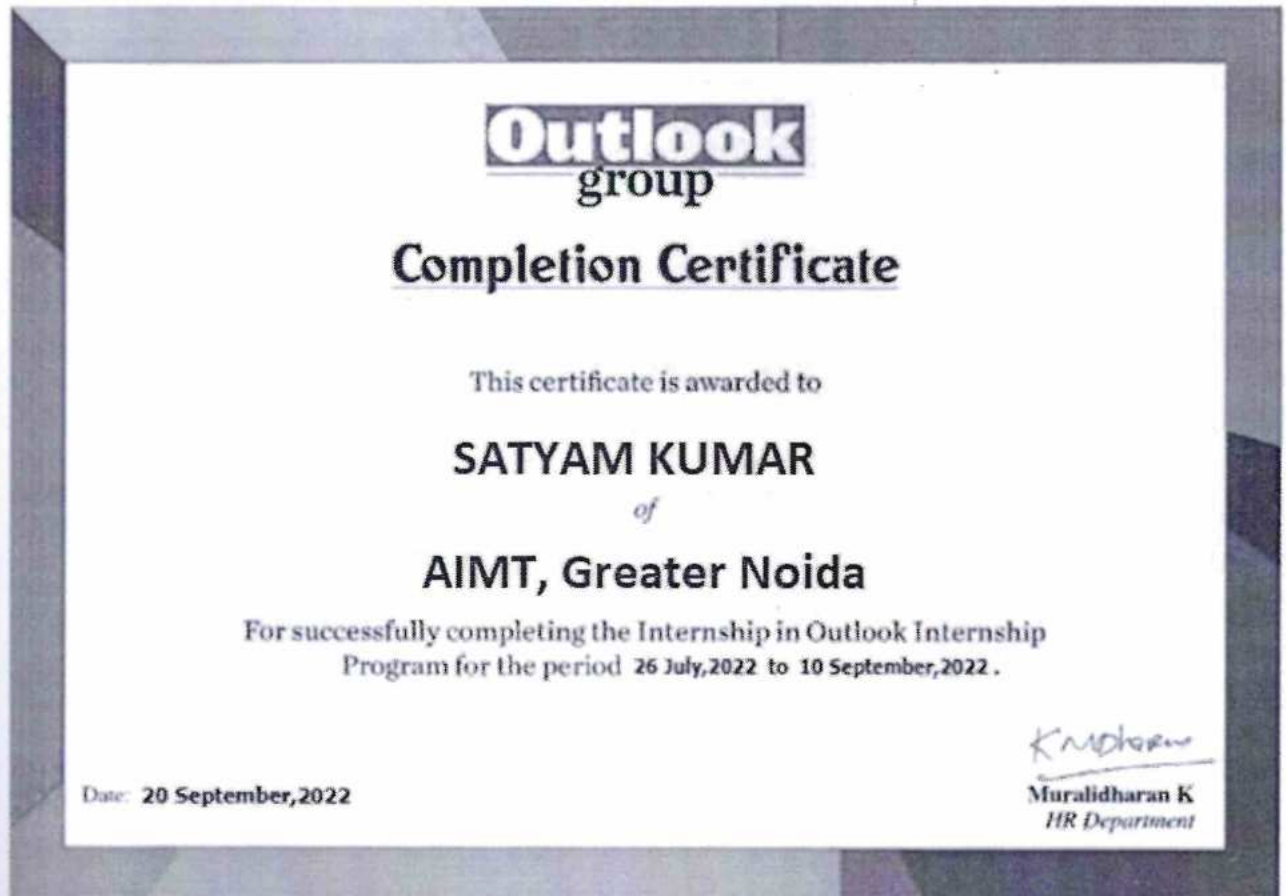 Outlook
group
Completion Certificate
This certificate is awarded to
SATYAM KUMAR
of
AIMT, Greater Noida
For successfully completing the Internship in Outlook Internship
Program for the period 26 July,2022 to 10 September,2022.
Date: 20 September,2022
Muralidharan K
HR Department